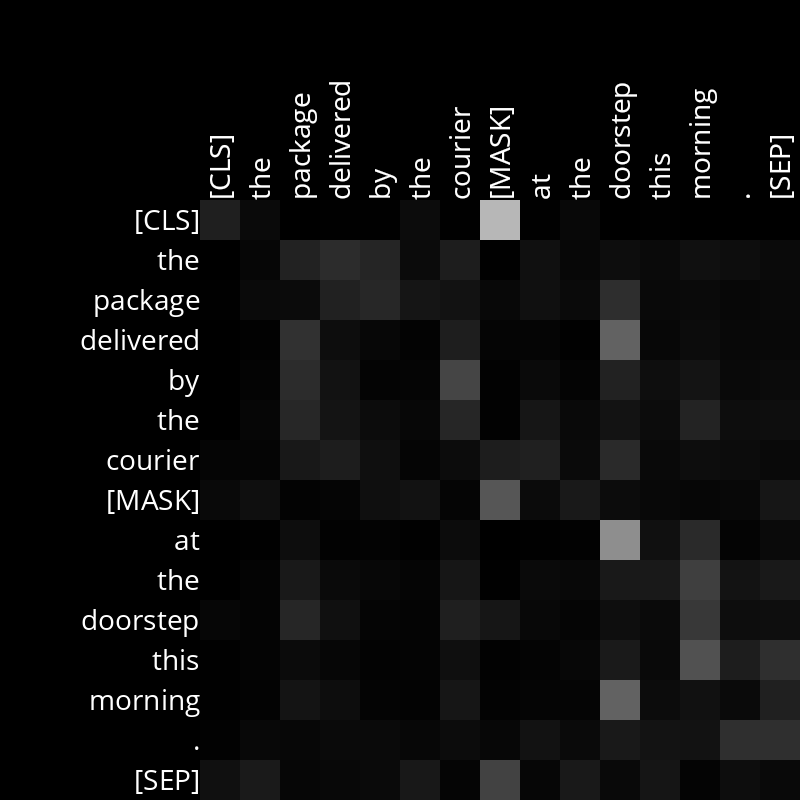 [CLS]
the
package
delivered
by
the
courier
[MASK]
at
the
doorstep
this
morning
.
[SEP]
[CLS]
the
package
delivered
by
the
courier
[MASK]
at
the
doorstep
this
morning
.
[SEP]